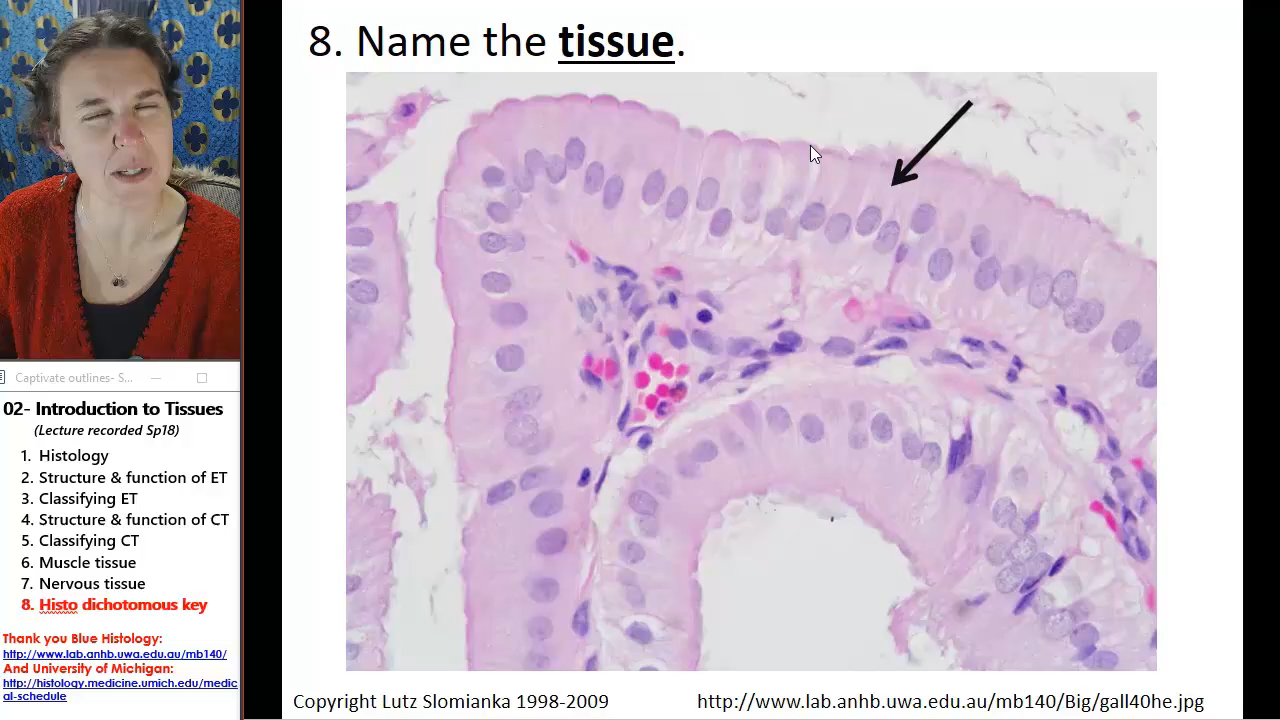 8. Name the tissue.
Captivate outlines- S...
02- Introduction to Tissues
(Lecture recorded Sp18)
1. Histology
2. Structure & function of ET
3. Classifying ET
4. Structure & function of CT
5. Classifying CT
6. Muscle tissue
7. Nervous tissue
8. Histo dichotomous key
Thank you Blue Histology:
http://www.lab.anhb.uwa.edu.au/mb140/
And University of Michigan:
http://histology.medicine.umich.edu/medic
al-schedule
Copyright Lutz Slomianka 1998-2009
http://www.lab.anhb.uwa.edu.au/mb140/Big/gall40he.jpg